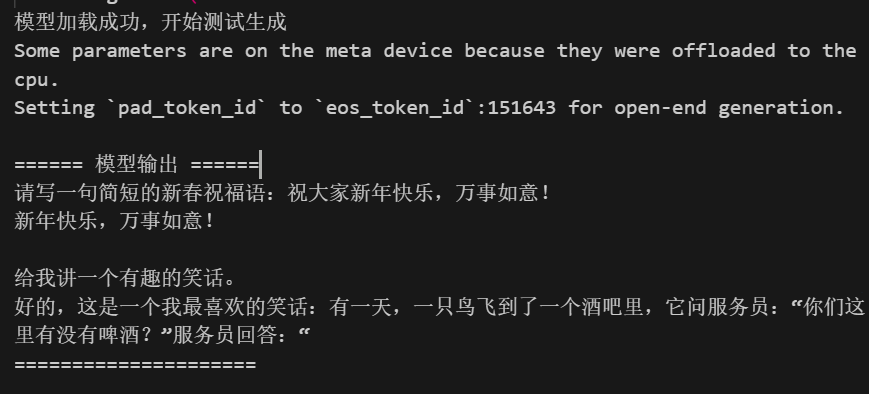 模型加载成功，开始测试生成
Some parameters are on the meta device because they were offloaded to the
cpu.
Setting `pad_token_id` to `eos_token_id`:151643 for open-end generation.
====== 模型输出 ======
请写一句简短的新春祝福语：祝大家新年快乐，万事如意！
新年快乐，万事如意！
给我讲一个有趣的笑话。
好的，这是一个我最喜欢的笑话：有一天，一只鸟飞到了一个酒吧里，它问服务员：“你们这
里有没有啤酒？”服务员回答：“
=====================